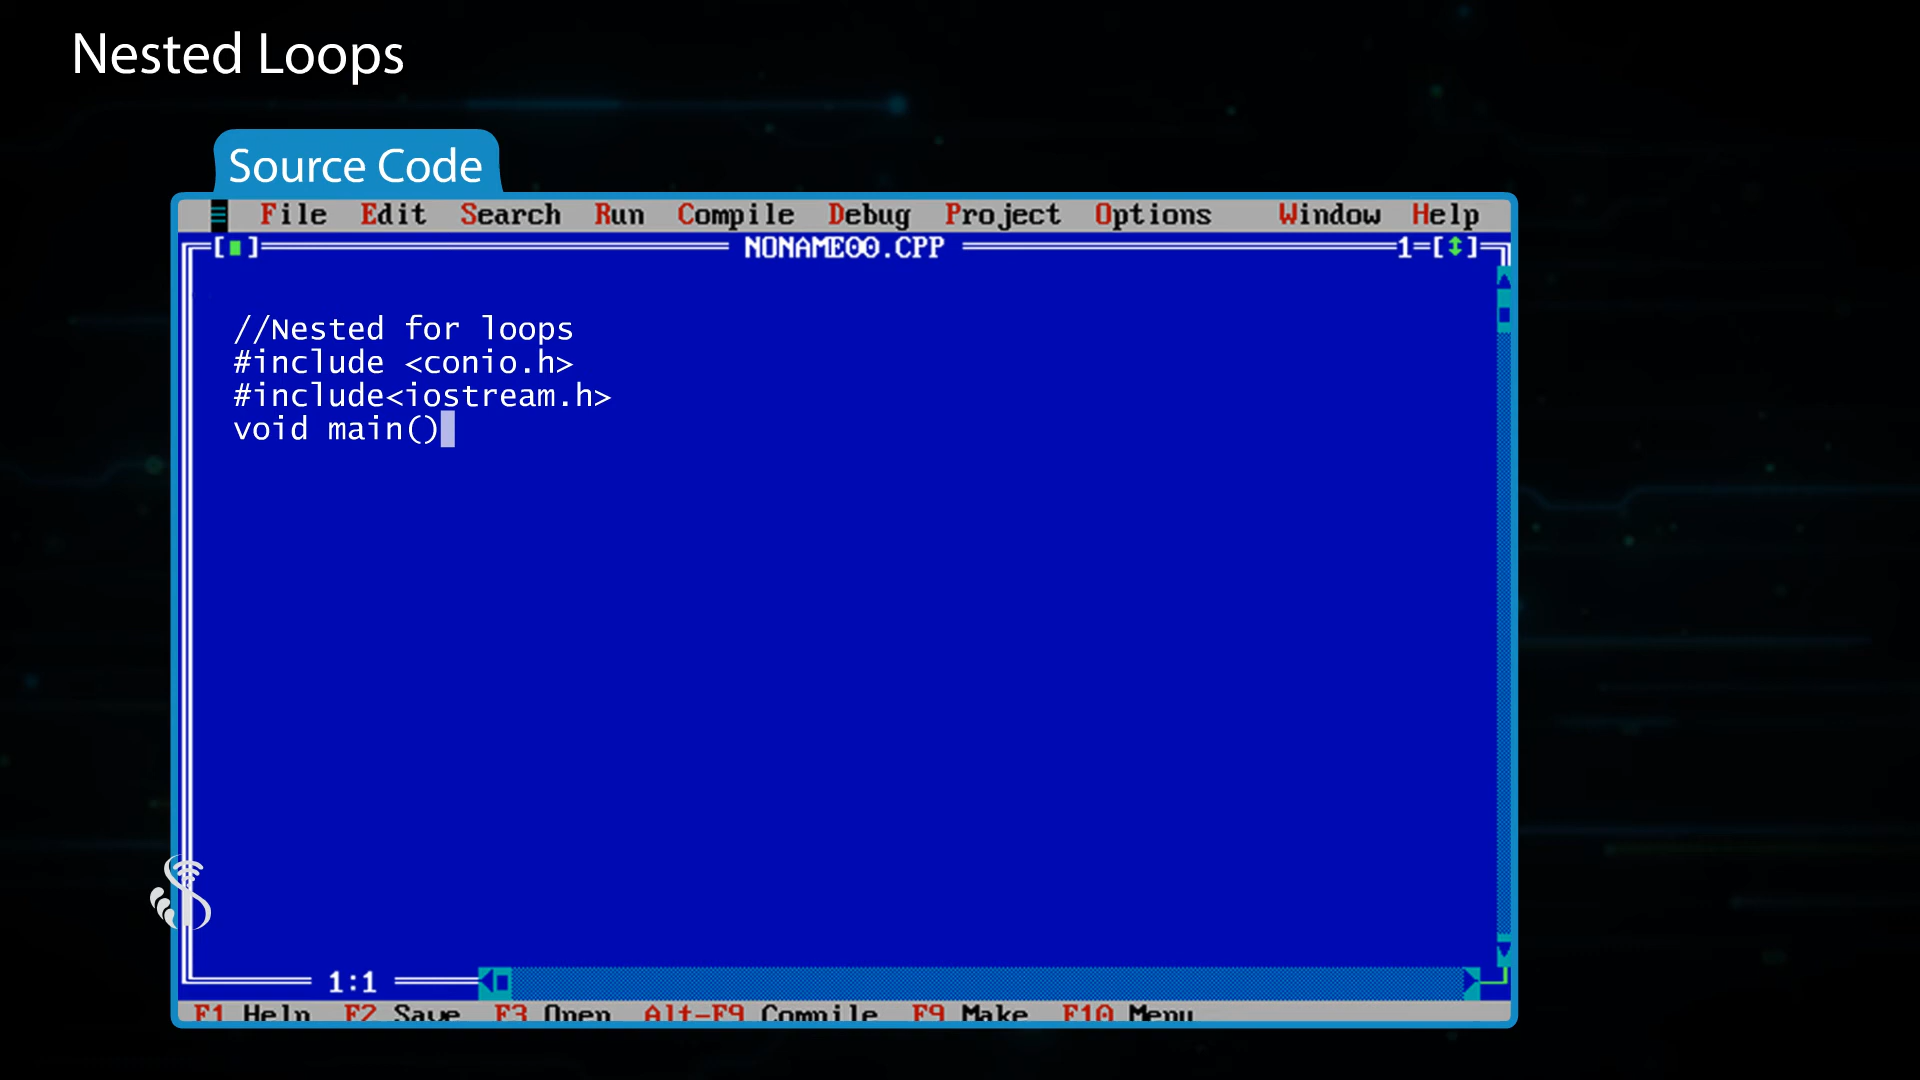 Nested Loops
Source Code
File Edit Search Run Compile Debug Project Options Window Help
[■] NONAME00.CPP 1=[↕]
//Nested for loops
#include <conio.h>
#include<iostream.h>
void main()
1:1
F1 Help F2 Save F3 Open Alt-F9 Compile F9 Make F10 Menu